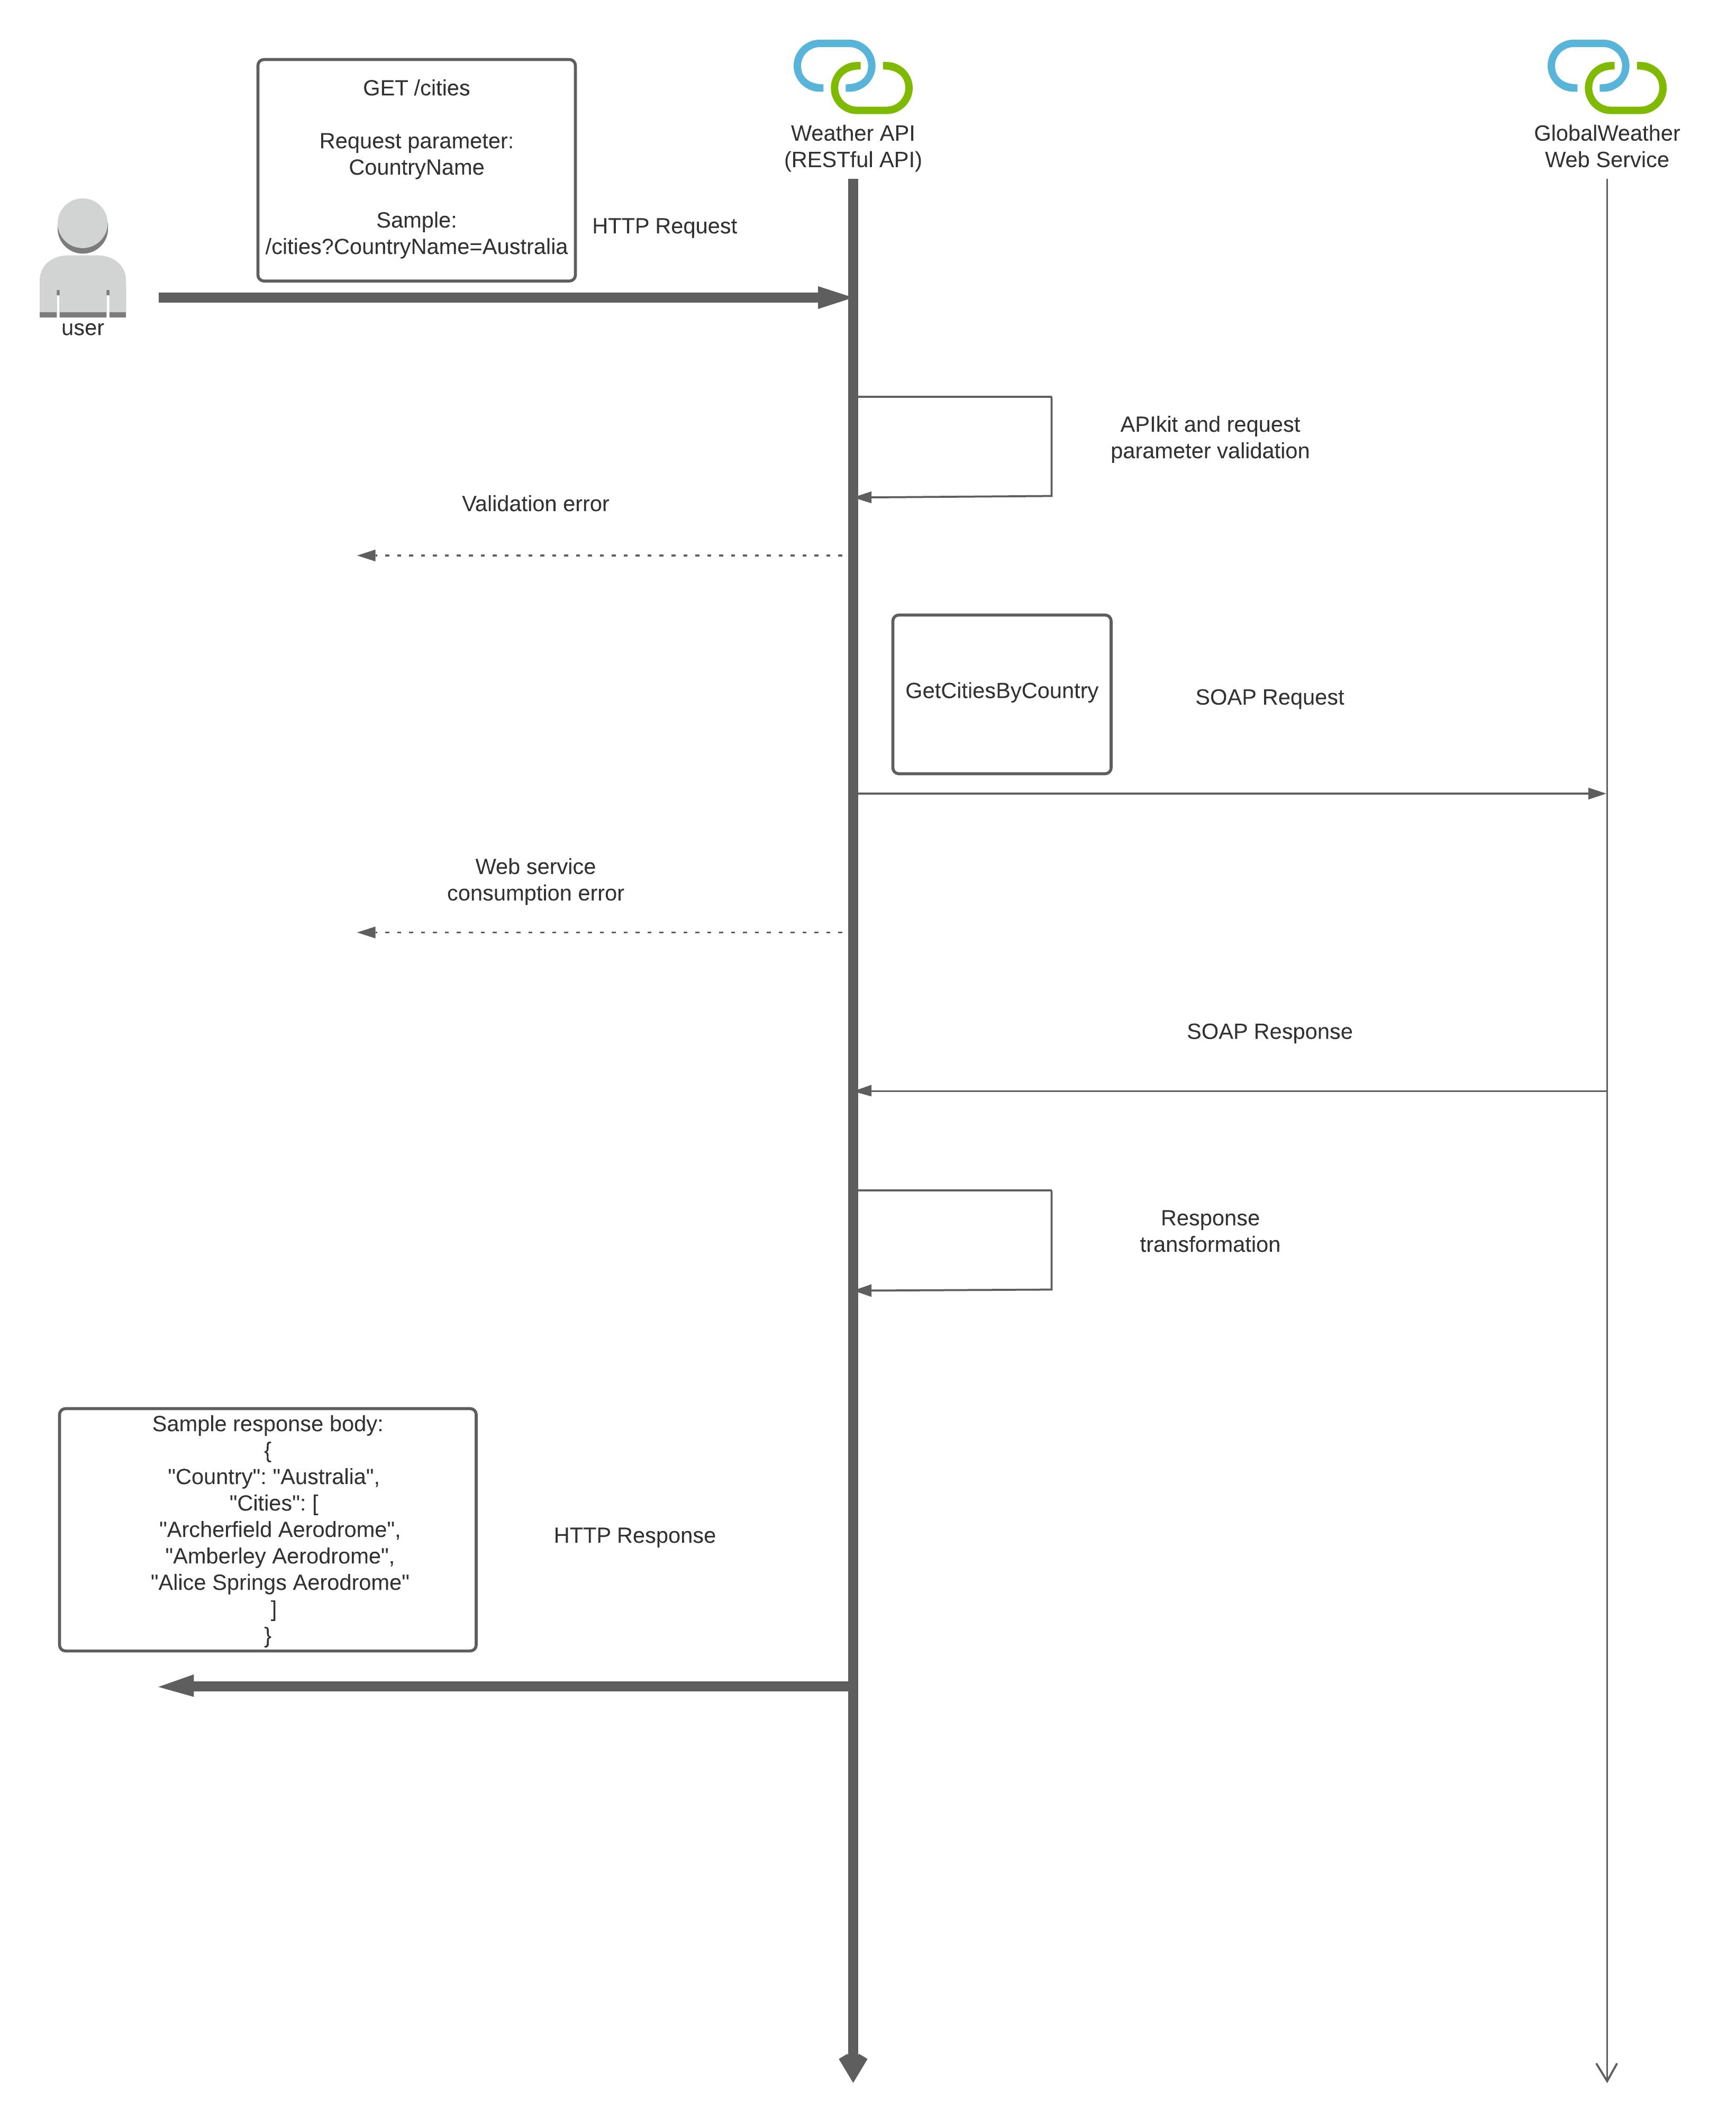 GET /cities
Request parameter:
CountryName
Sample:
/cities?CountryName=Australia
HTTP Request
Weather API
(RESTful API)
GlobalWeather
Web Service
user
APIkit and request
parameter validation
Validation error
GetCitiesByCountry
SOAP Request
Web service
consumption error
SOAP Response
Response
transformation
Sample response body:
{
"Country": "Australia",
"Cities": [
"Archerfield Aerodrome",
"Amberley Aerodrome",
"Alice Springs Aerodrome"
]
}
HTTP Response